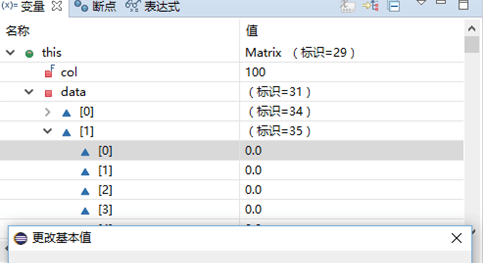 (x)= 变量 断点 表达式
名称 值
this Matrix （标识=29）
F col 100
data （标识=31）
[0] （标识=34）
[1] （标识=35）
[0] 0.0
[1] 0.0
[2] 0.0
[3] 0.0
更改基本值